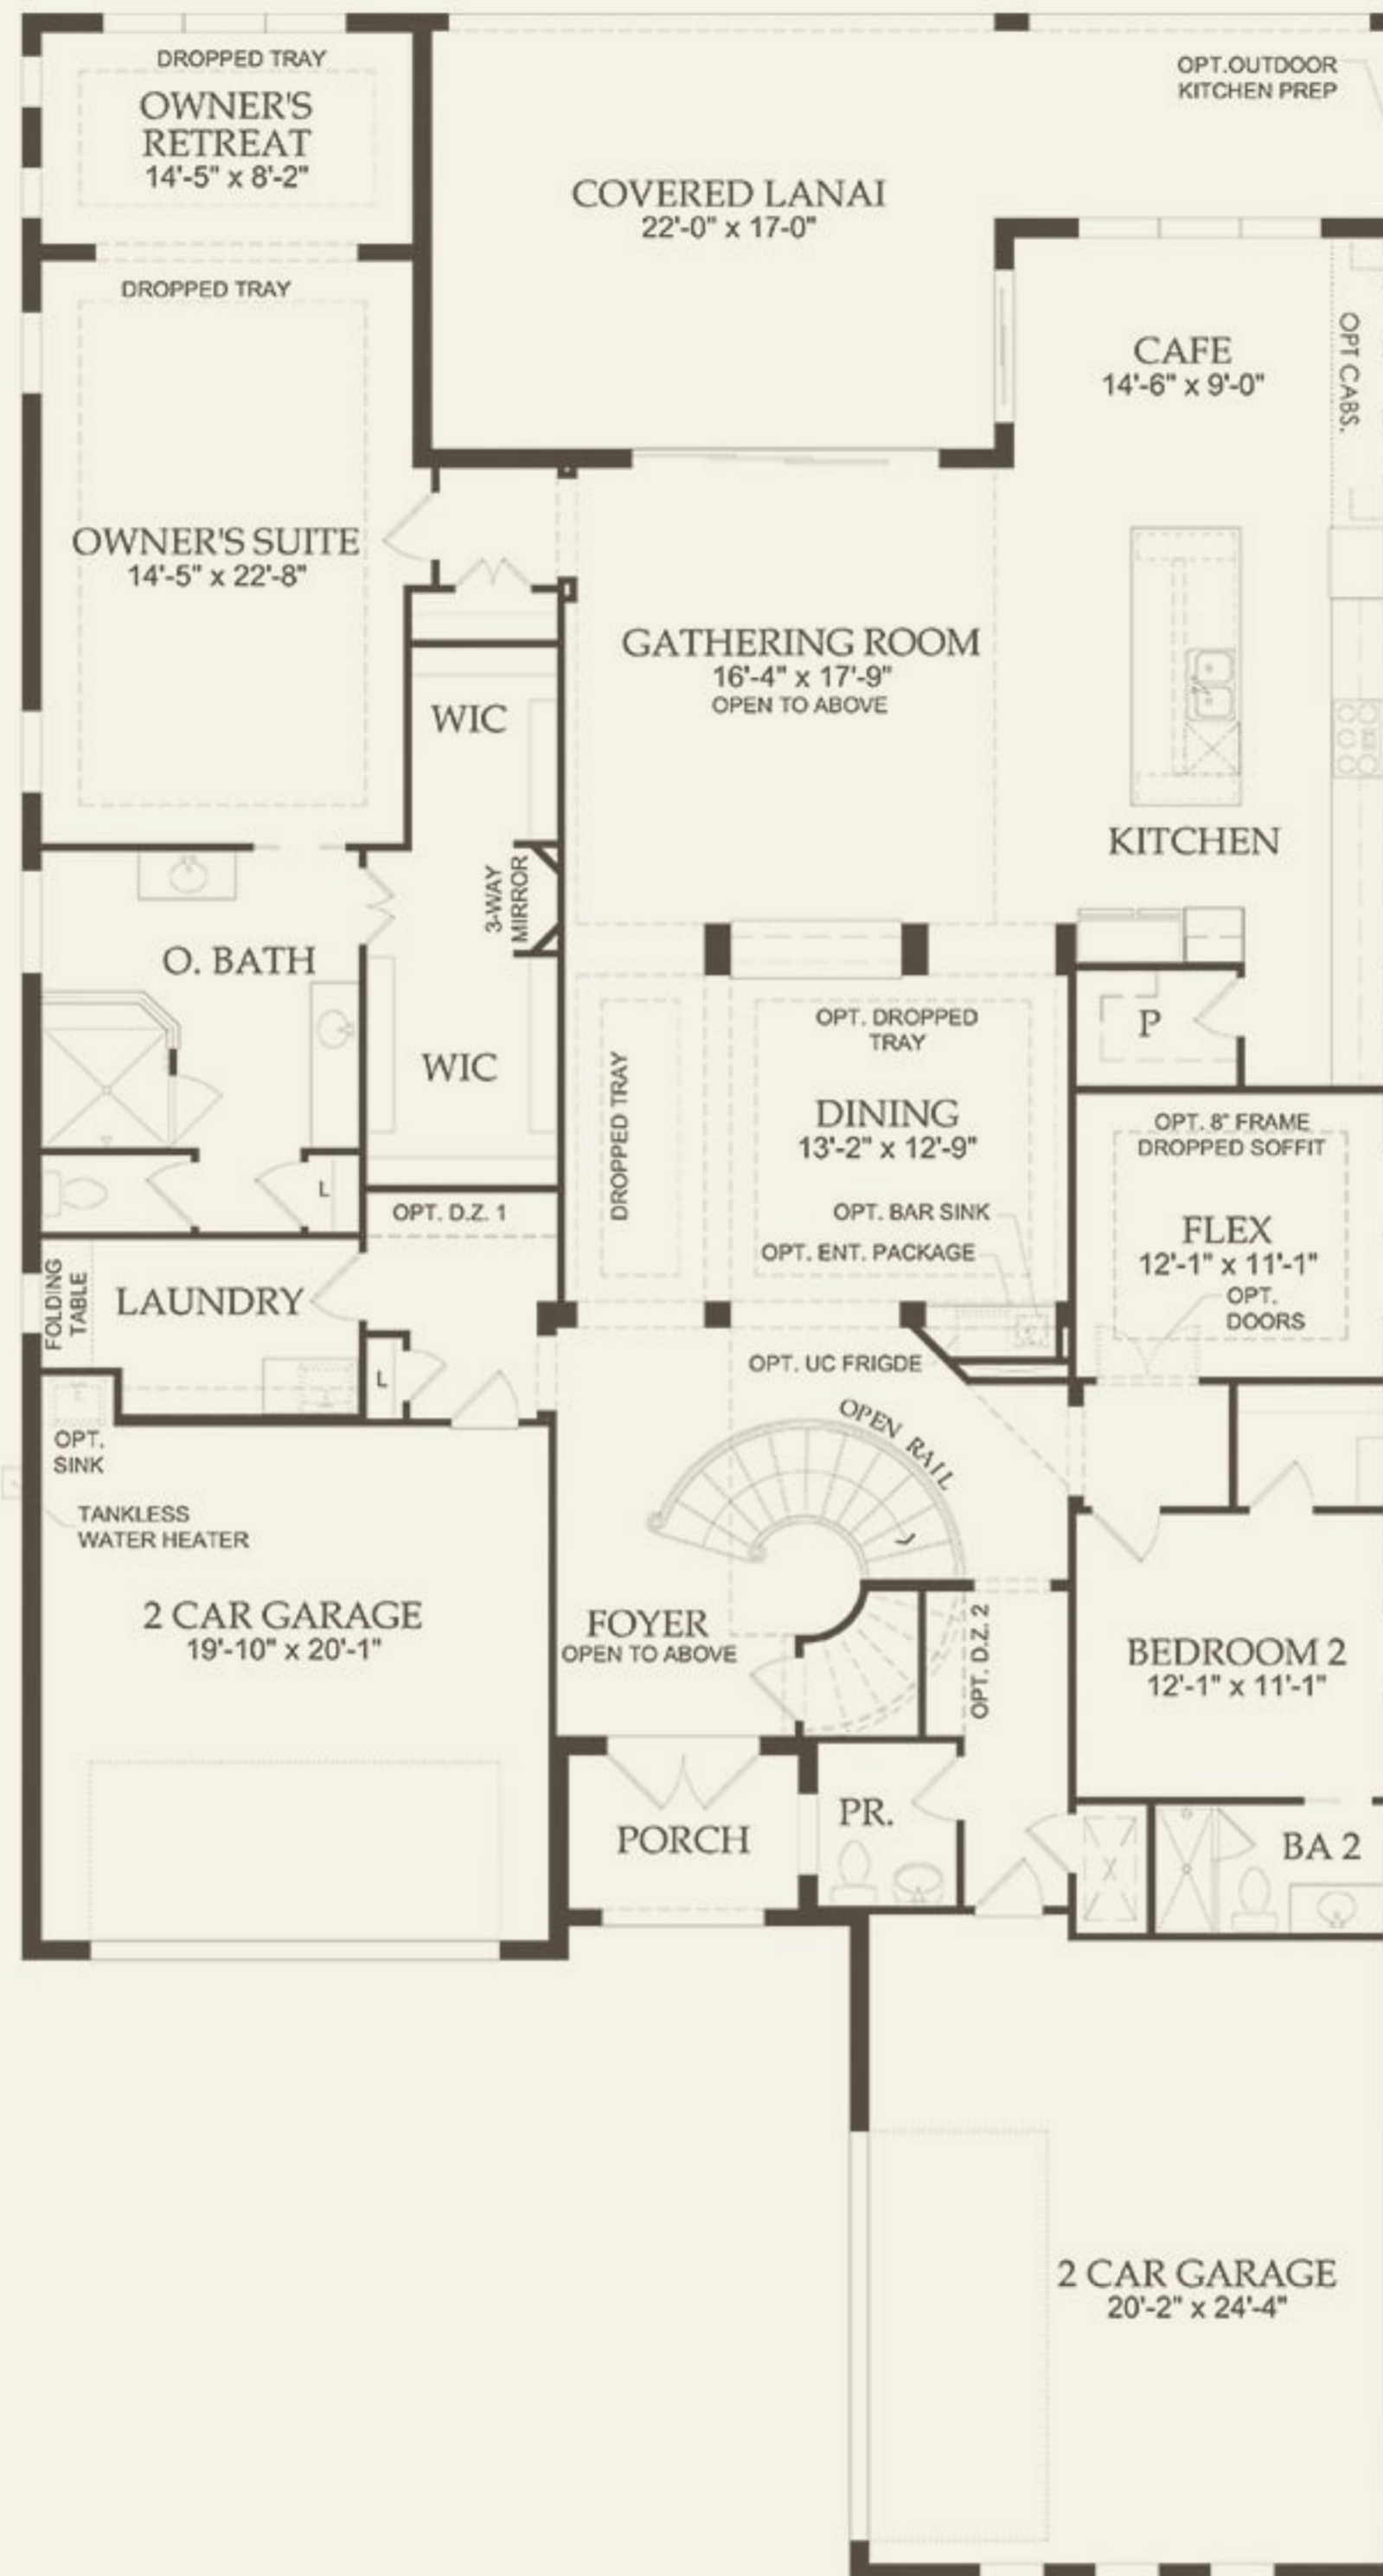 DROPPED TRAY
OWNER'S
RETREAT
14'-5" x 8'-2"
OPT.OUTDOOR
KITCHEN PREP
COVERED LANAI
22'-0" x 17-0"
DROPPED TRAY
CAFE
14'-6" x 9'-0"
OPT CABS.
OWNER'S SUITE
14'-5" x 22'-8"
GATHERING ROOM
16'-4" x 17'-9"
OPEN TO ABOVE
WIC
KITCHEN
3-WAY
MIRROR
O. BATH
WIC
DROPPED TRAY
OPT. DROPPED
TRAY
DINING
13'-2" x 12'-9"
P
OPT. 8" FRAME
DROPPED SOFFIT
FLEX
12'-1" x 11'-1"
OPT.
DOORS
L
OPT. D.Z. 1
OPT. BAR SINK
OPT. ENT. PACKAGE
FOLDING
TABLE
LAUNDRY
L
OPT. UC FRIGDE
OPEN RAIL
OPT.
SINK
TANKLESS
WATER HEATER
2 CAR GARAGE
19'-10" x 20'-1"
FOYER
OPEN TO ABOVE
OPT. D.Z. 2
BEDROOM 2
12'-1" x 11'-1"
PORCH
PR.
BA 2
2 CAR GARAGE
20'-2" x 24'-4"